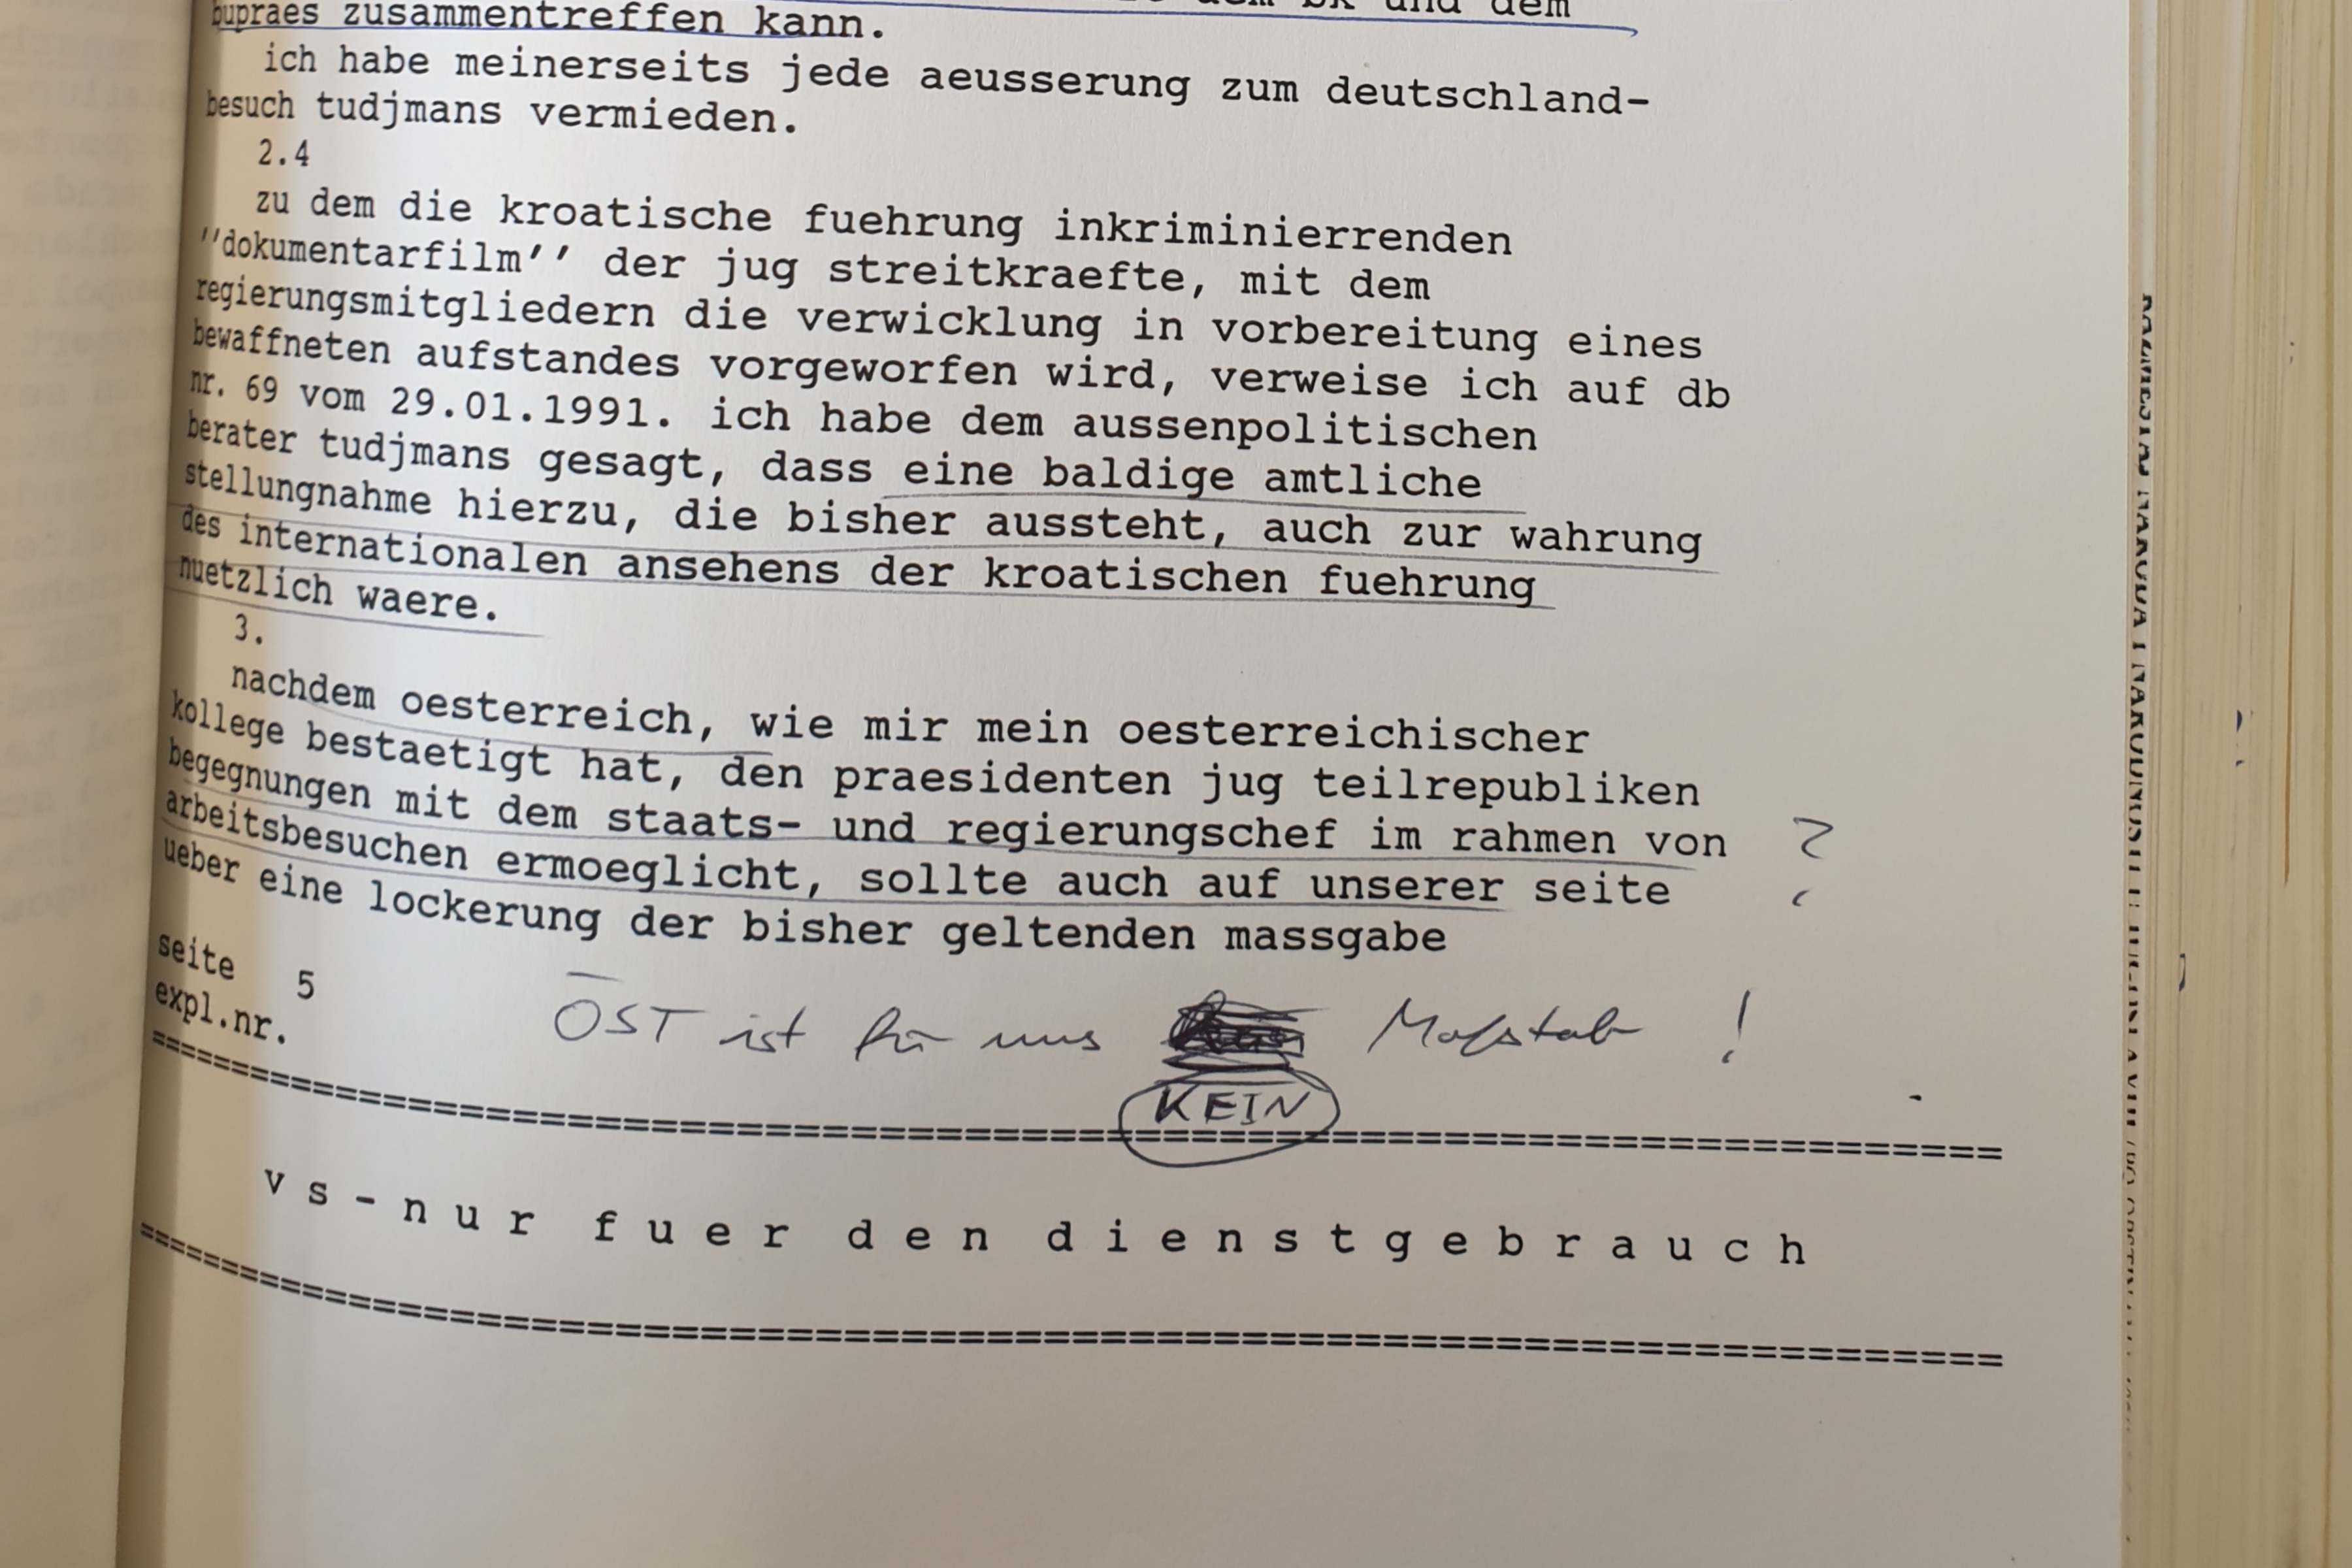 bupraes zusammentreffen kann.
ich habe meinerseits jede aeusserung zum deutschland-
besuch tudjmans vermieden.
2.4
zu dem die kroatische fuehrung inkriminierrenden
''dokumentarfilm'' der jug streitkraefte, mit dem
regierungsmitgliedern die verwicklung in vorbereitung eines
bewaffneten aufstandes vorgeworfen wird, verweise ich auf db
nr. 69 vom 29.01.1991. ich habe dem aussenpolitischen
berater tudjmans gesagt, dass eine baldige amtliche
stellungnahme hierzu, die bisher aussteht, auch zur wahrung
des internationalen ansehens der kroatischen fuehrung
nuetzlich waere.
3.
nachdem oesterreich, wie mir mein oesterreichischer
kollege bestaetigt hat, den praesidenten jug teilrepubliken
begegnungen mit dem staats- und regierungschef im rahmen von ?
arbeitsbesuchen ermoeglicht, sollte auch auf unserer seite
ueber eine lockerung der bisher geltenden massgabe
seite 5
expl.nr.
ÖST ist für uns Maßstab !
KEIN
==========================================================================
vs-nur fuer den dienstgebrauch
==========================================================================